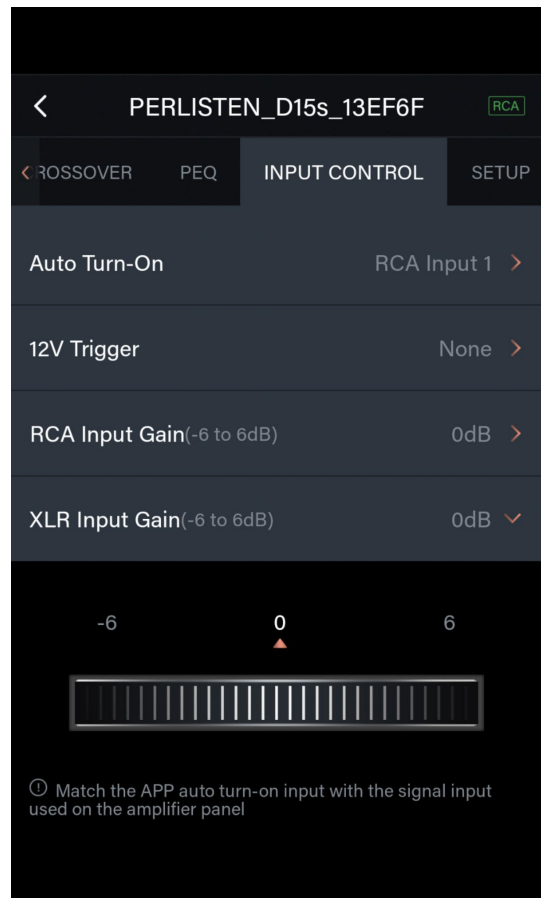 PERLISTEN_D15s_13EF6F RCA
ROSSOVER PEQ INPUT CONTROL SETUP
Auto Turn-On RCA Input 1
12V Trigger None
RCA Input Gain(-6 to 6dB) 0dB
XLR Input Gain(-6 to 6dB) 0dB
-6 0 6
Match the APP auto turn-on input with the signal input
used on the amplifier panel